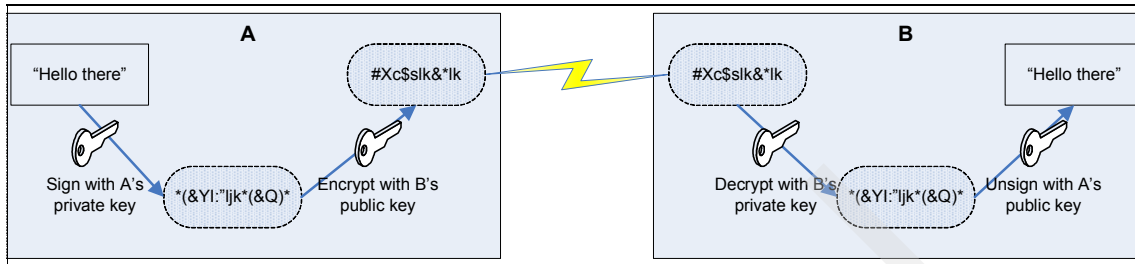 A
“Hello there”
#Xc$slk&*lk
Sign with A's
private key
*(&YI:”ljk*(&Q)*
Encrypt with B's
public key
B
#Xc$slk&*lk
“Hello there”
Decrypt with B's
private key
*(&YI:”ljk*(&Q)*
Unsign with A's
public key